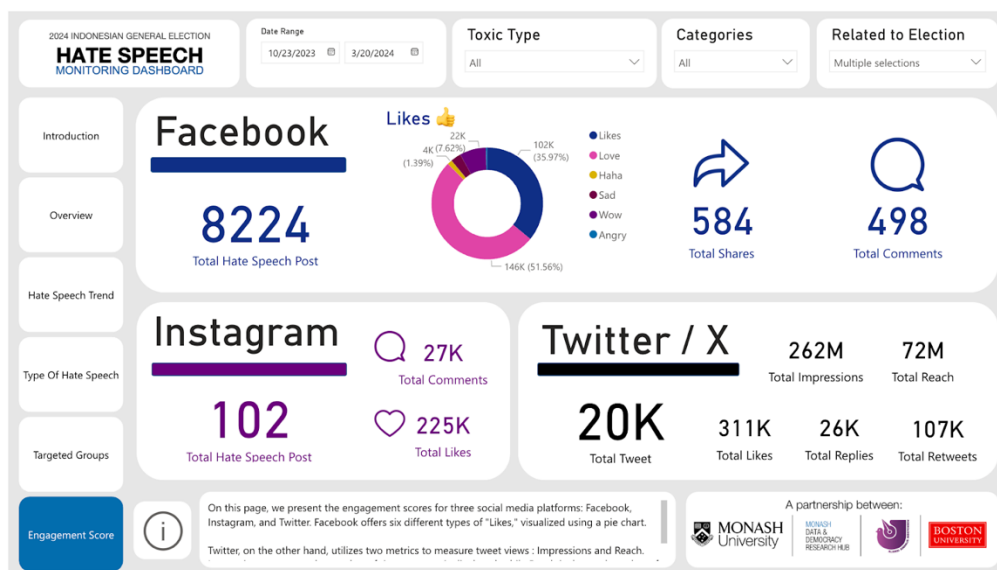 2024 INDONESIAN GENERAL ELECTION
HATE SPEECH
MONITORING DASHBOARD
Date Range
10/23/2023
3/20/2024
Toxic Type
All
Categories
All
Related to Election
Multiple selections
Introduction
Overview
Hate Speech Trend
Type Of Hate Speech
Targeted Groups
Engagement Score
Facebook
8224
Total Hate Speech Post
Likes 👍
22K
(7.62%)
4K
(1.39%)
102K
(35.97%)
146K (51.56%)
Likes
Love
Haha
Sad
Wow
Angry
584
Total Shares
498
Total Comments
Instagram
102
Total Hate Speech Post
27K
Total Comments
225K
Total Likes
Twitter / X
20K
Total Tweet
262M
Total Impressions
72M
Total Reach
311K
Total Likes
26K
Total Replies
107K
Total Retweets
i
On this page, we present the engagement scores for three social media platforms: Facebook,
Instagram, and Twitter. Facebook offers six different types of "Likes," visualized using a pie chart.
Twitter, on the other hand, utilizes two metrics to measure tweet views : Impressions and Reach.
A partnership between:
MONASH
University
MONASH
DATA &
DEMOCRACY
RESEARCH HUB
BOSTON
UNIVERSITY